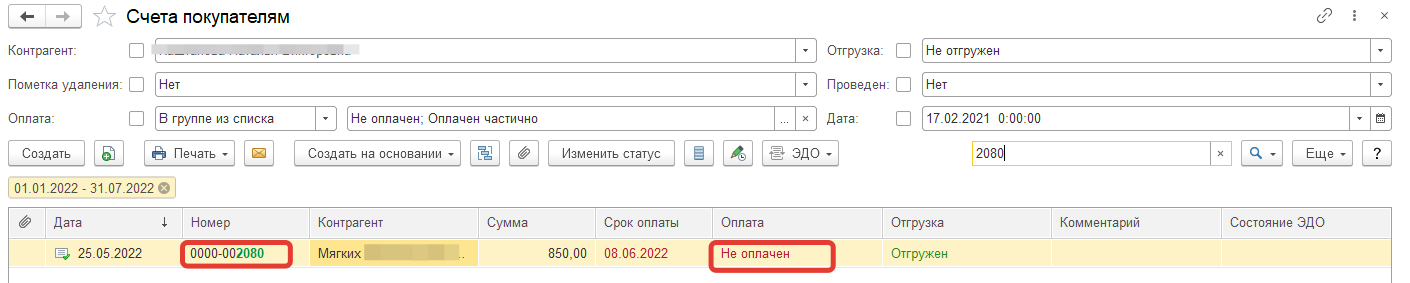 Счета покупателям
Контрагент:
Отгрузка: Не отгружен
Пометка удаления: Нет
Проведен: Нет
Оплата: В группе из списка Не оплачен; Оплачен частично ... ×
Дата: 17.02.2021 0:00:00
Создать Печать Создать на основании Изменить статус ЭДО 2080 × Еще ?
01.01.2022 - 31.07.2022
Дата ↓ Номер Контрагент Сумма Срок оплаты Оплата Отгрузка Комментарий Состояние ЭДО
25.05.2022 0000-002080 Мягких ... 850,00 08.06.2022 Не оплачен Отгружен